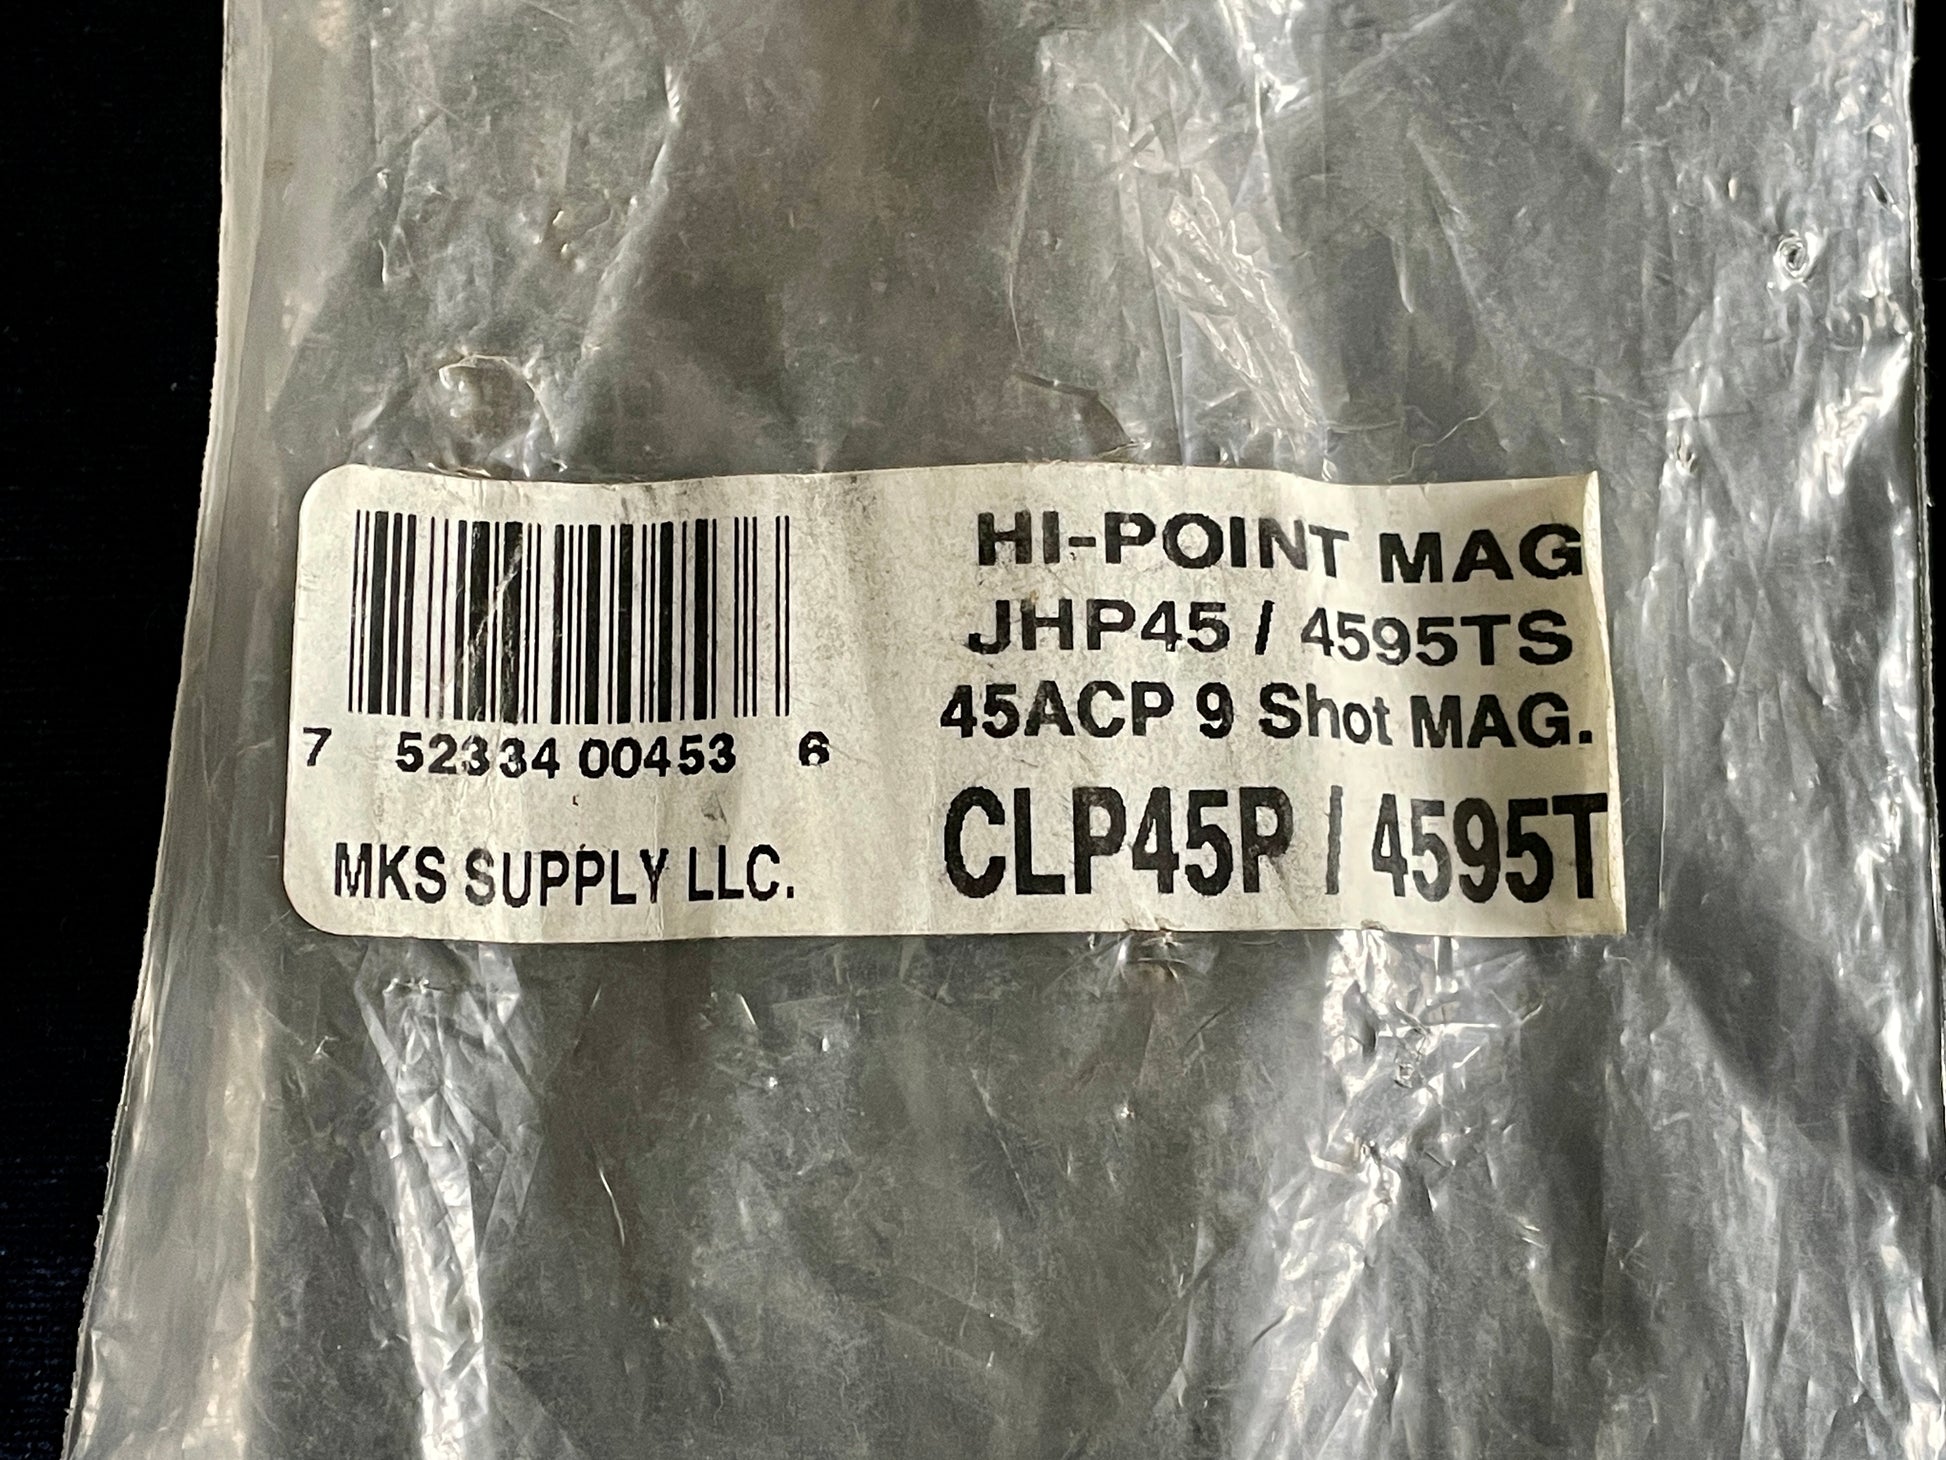 HI-POINT MAG
JHP45 / 4595TS
45ACP 9 Shot MAG.
CLP45P / 4595T
7 52334 00453 6
MKS SUPPLY LLC.